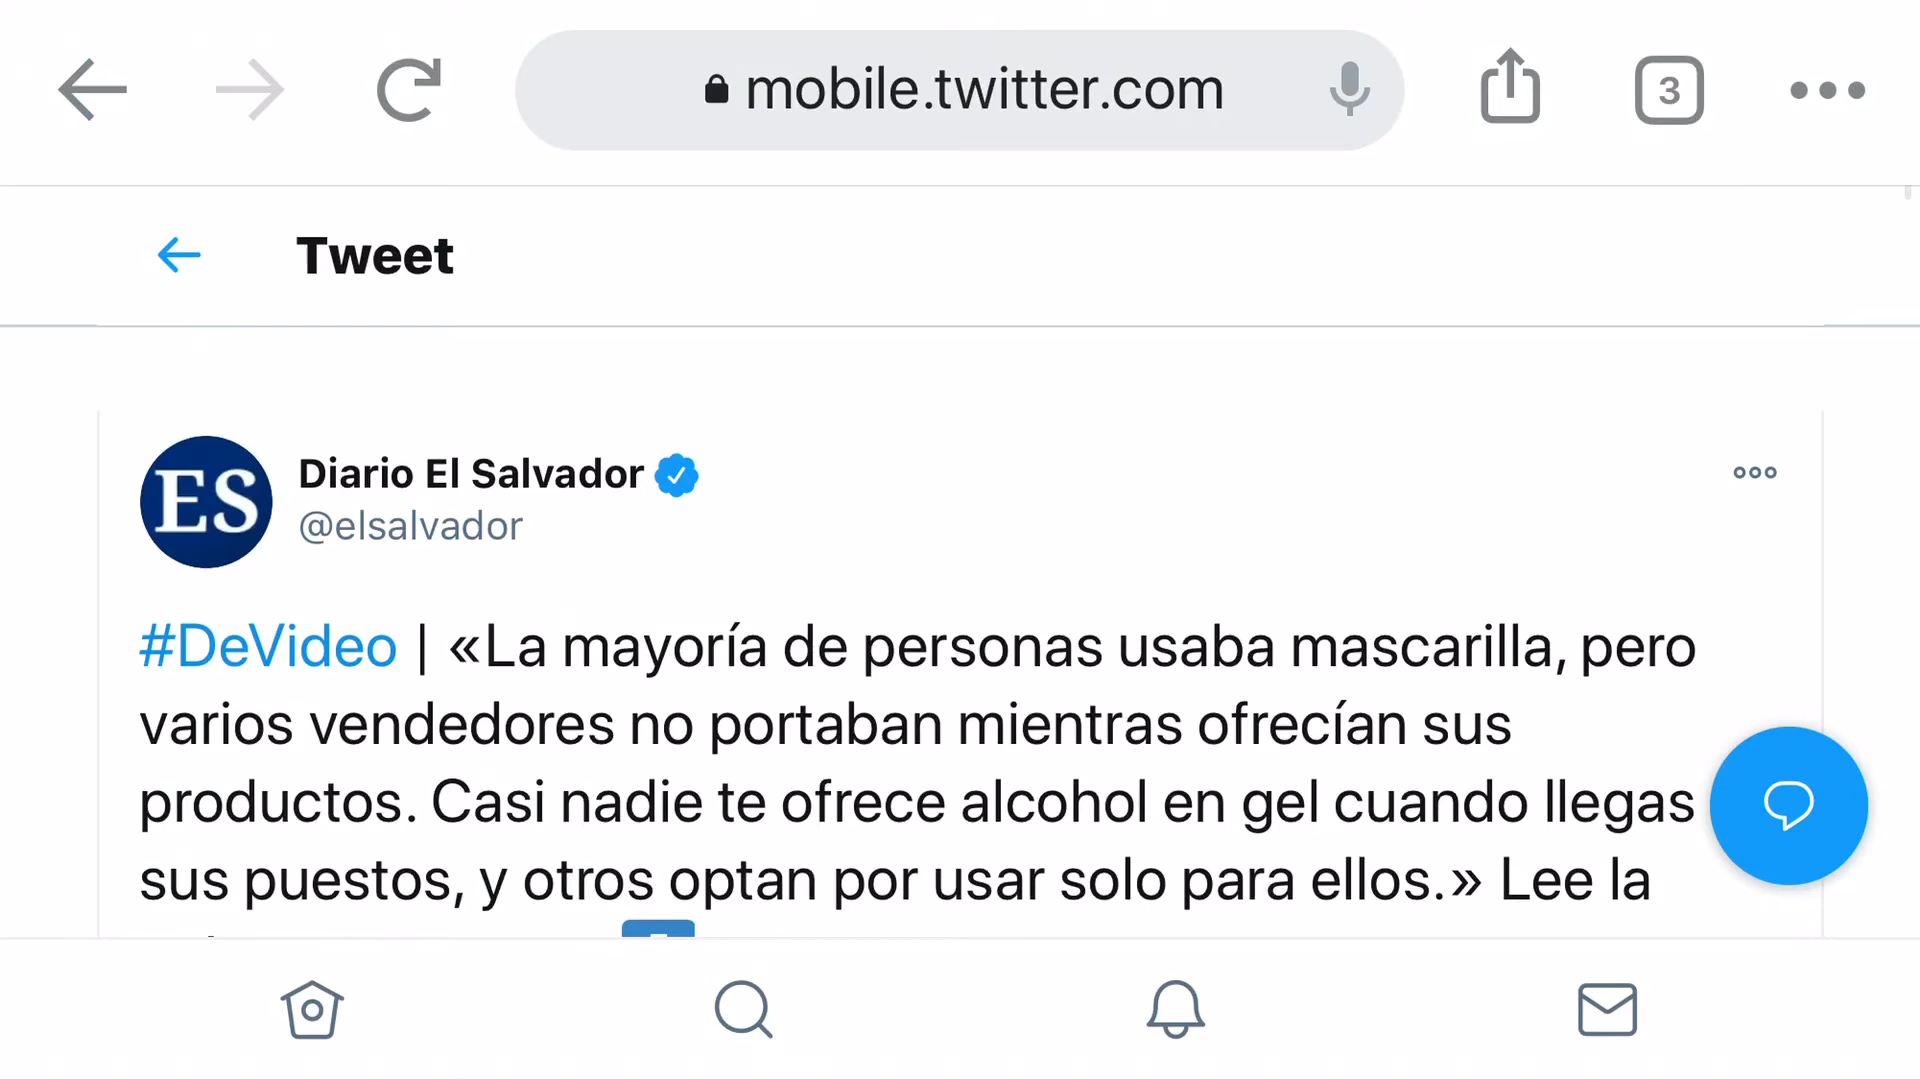 mobile.twitter.com
3
Tweet
ES
Diario El Salvador
@elsalvador
#DeVideo | «La mayoría de personas usaba mascarilla, pero
varios vendedores no portaban mientras ofrecían sus
productos. Casi nadie te ofrece alcohol en gel cuando llegas
sus puestos, y otros optan por usar solo para ellos.» Lee la